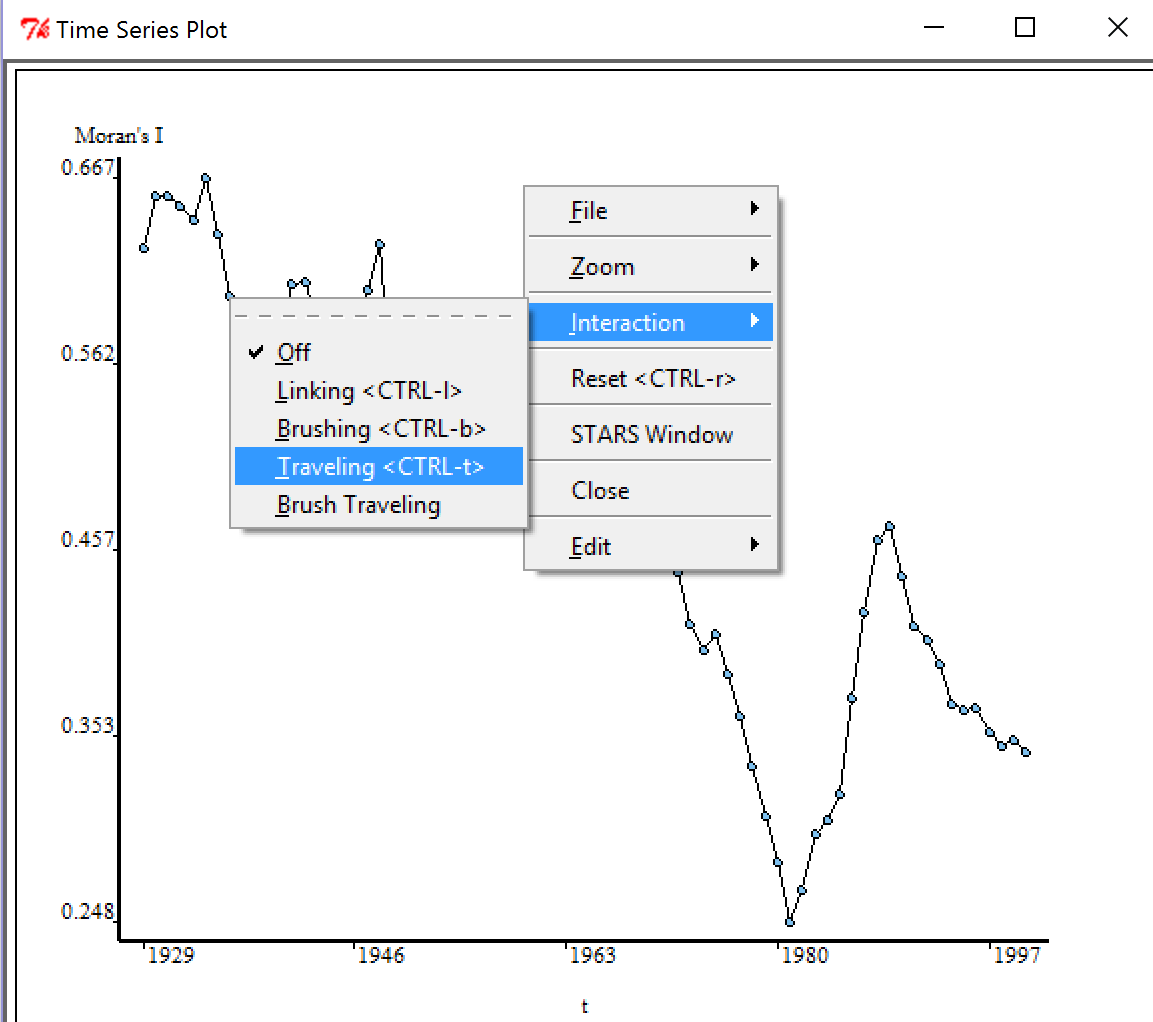 Time Series Plot
Moran's I
0.667
0.562
0.457
0.353
0.248
1929 1946 1963 1980 1997
t
File
Zoom
Interaction
Reset <CTRL-r>
STARS Window
Close
Edit
Off
Linking <CTRL-l>
Brushing <CTRL-b>
Traveling <CTRL-t>
Brush Traveling